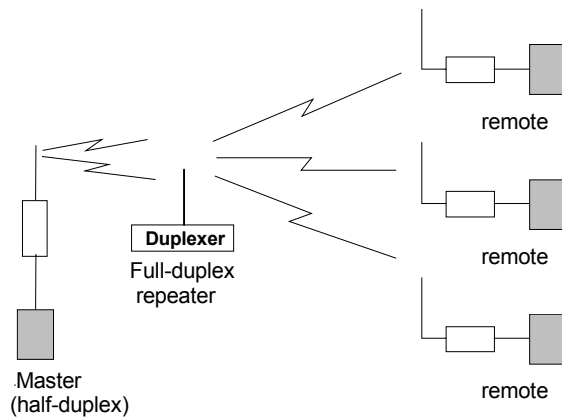 remote
Duplexer
Full-duplex
repeater
remote
Master
(half-duplex)
remote